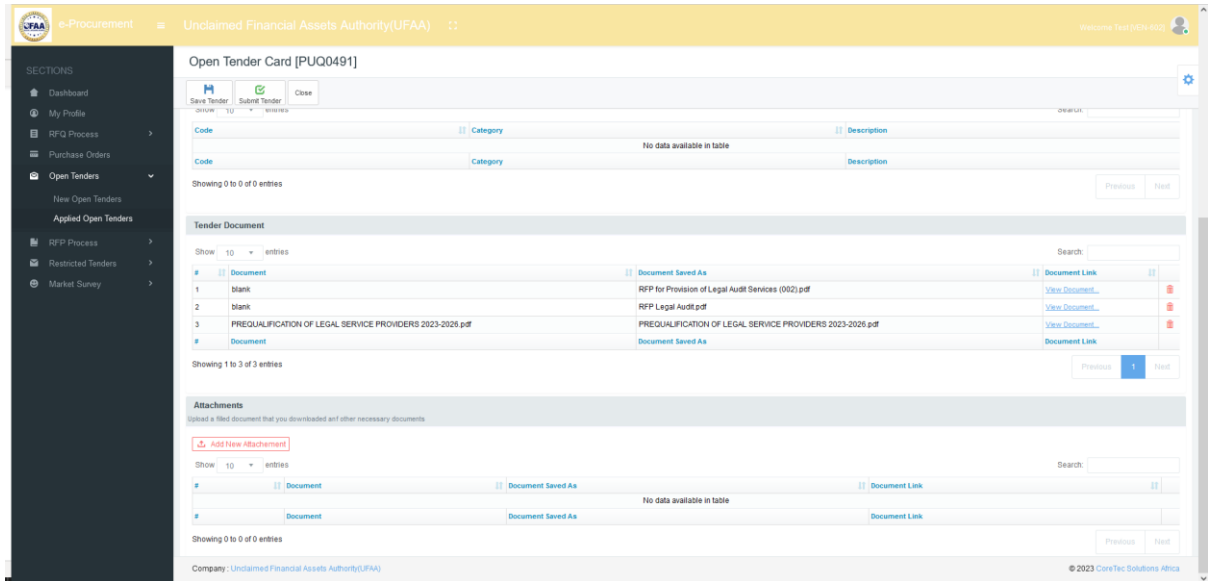 UFAA e-Procurement Unclaimed Financial Assets Authority(UFAA) Welcome Test [VEN-002]
Open Tender Card [PUQ0491]
SECTIONS
Dashboard
My Profile
RFQ Process
Purchase Orders
Open Tenders
New Open Tenders
Applied Open Tenders
RFP Process
Restricted Tenders
Market Survey
Save Tender Submit Tender Close
Show 10 entries Search:
Code Category Description
No data available in table
Code Category Description
Showing 0 to 0 of 0 entries Previous Next
Tender Document
Show 10 entries Search:
# Document Document Saved As Document Link
1 blank RFP for Provision of Legal Audit Services (002).pdf View Document...
2 blank RFP Legal Audit.pdf View Document...
3 PREQUALIFICATION OF LEGAL SERVICE PROVIDERS 2023-2026.pdf PREQUALIFICATION OF LEGAL SERVICE PROVIDERS 2023-2026.pdf View Document...
# Document Document Saved As Document Link
Showing 1 to 3 of 3 entries Previous 1 Next
Attachments
Upload a filled document that you downloaded anf other necessary documents
Add New Attachement
Show 10 entries Search:
# Document Document Saved As Document Link
No data available in table
# Document Document Saved As Document Link
Showing 0 to 0 of 0 entries Previous Next
Company : Unclaimed Financial Assets Authority(UFAA) © 2023 CoreTec Solutions Africa